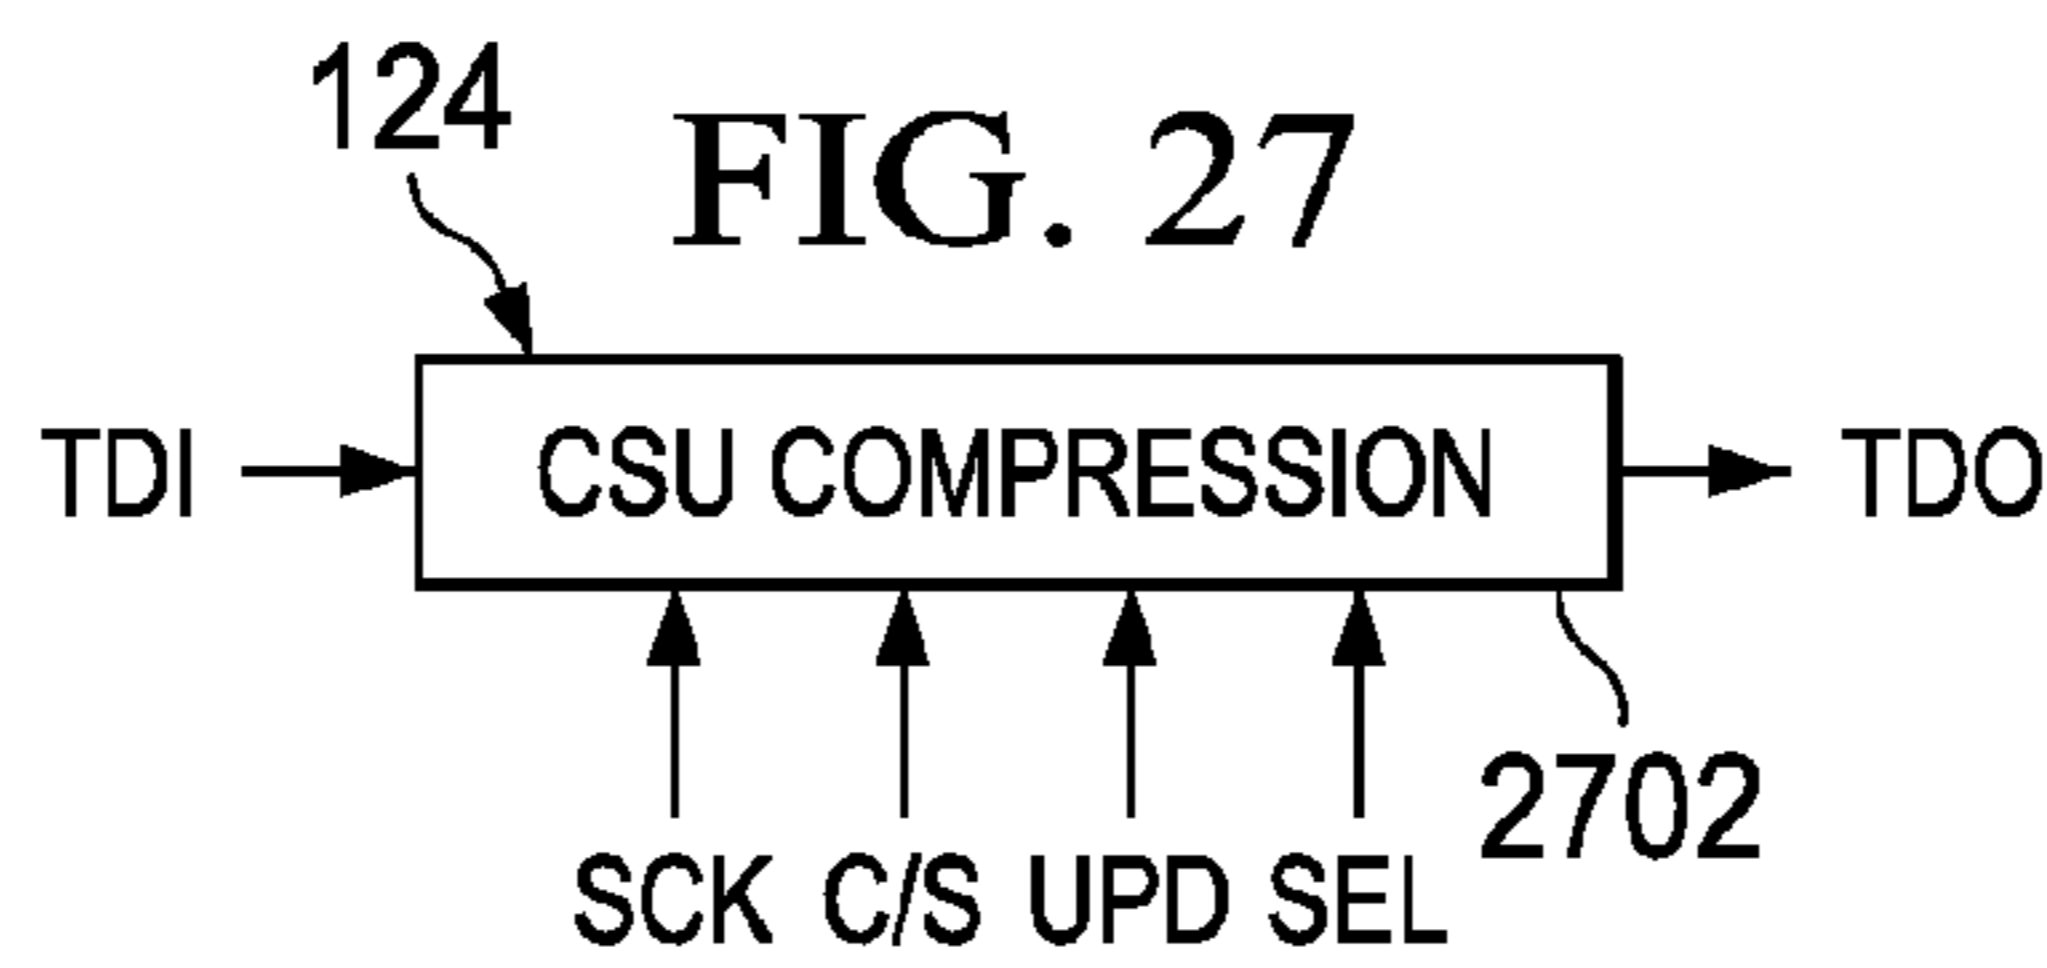 124
FIG. 27
TDI
CSU COMPRESSION
TDO
SCK C/S UPD SEL
2702